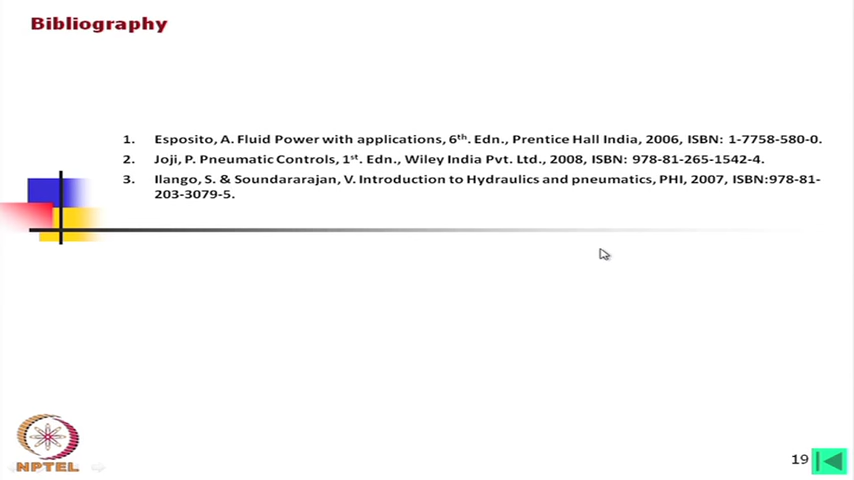 Bibliography
1. Esposito, A. Fluid Power with applications, 6th. Edn., Prentice Hall India, 2006, ISBN: 1-7758-580-0.
2. Joji, P. Pneumatic Controls, 1st. Edn., Wiley India Pvt. Ltd., 2008, ISBN: 978-81-265-1542-4.
3. Ilango, S. & Soundararajan, V. Introduction to Hydraulics and pneumatics, PHI, 2007, ISBN:978-81-
203-3079-5.
NPTEL
19